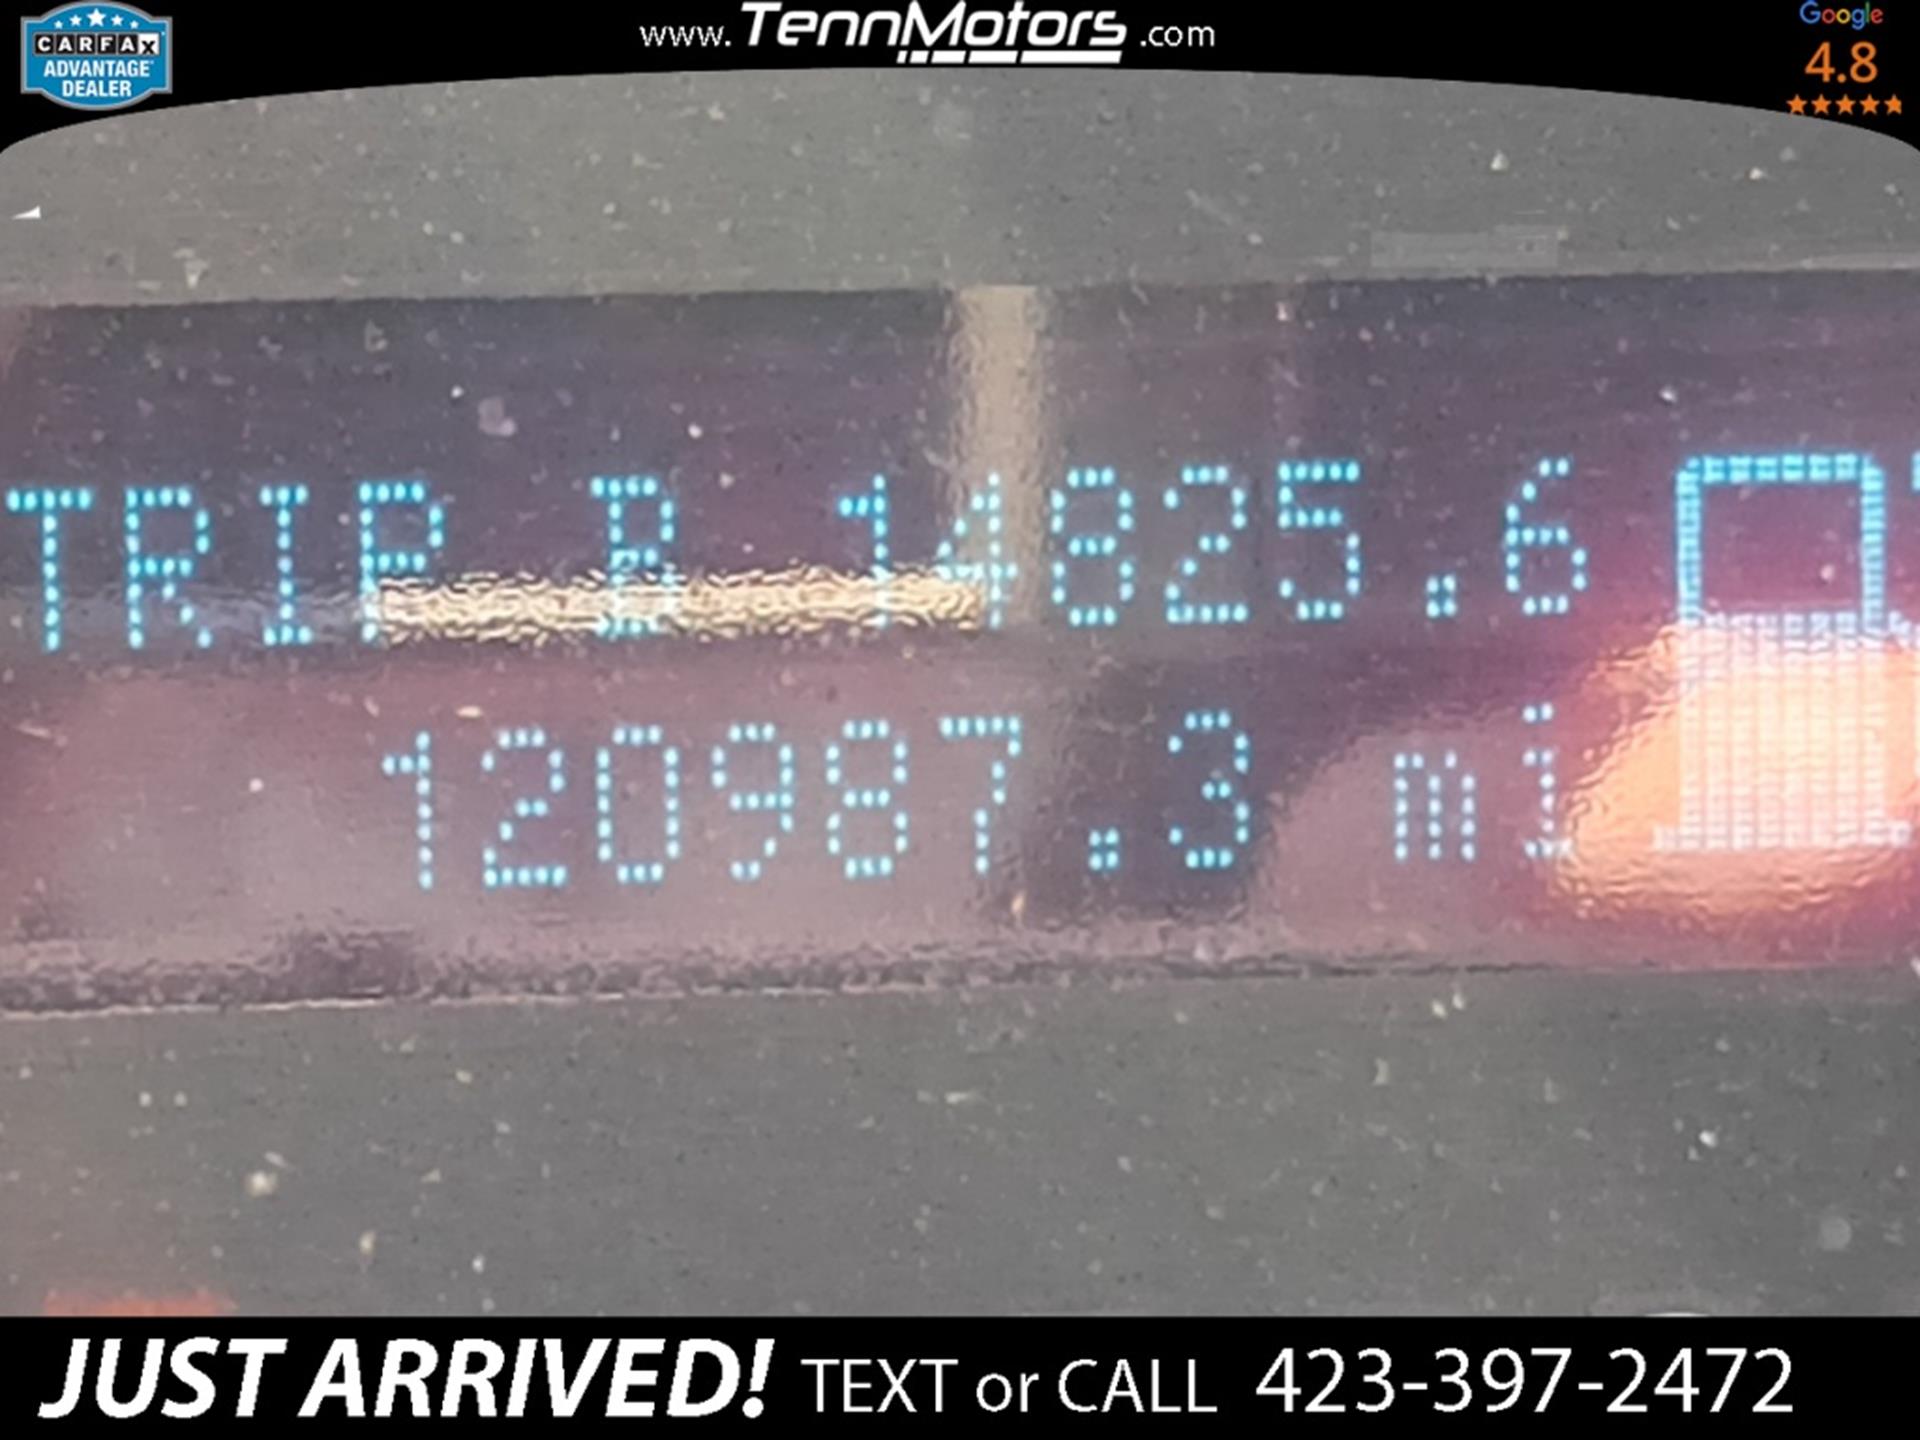 CARFAX
ADVANTAGE
DEALER
www.TennMotors.com
Google
4.8
TRIP B 14825.6
120987.3 mi
JUST ARRIVED! TEXT or CALL 423-397-2472